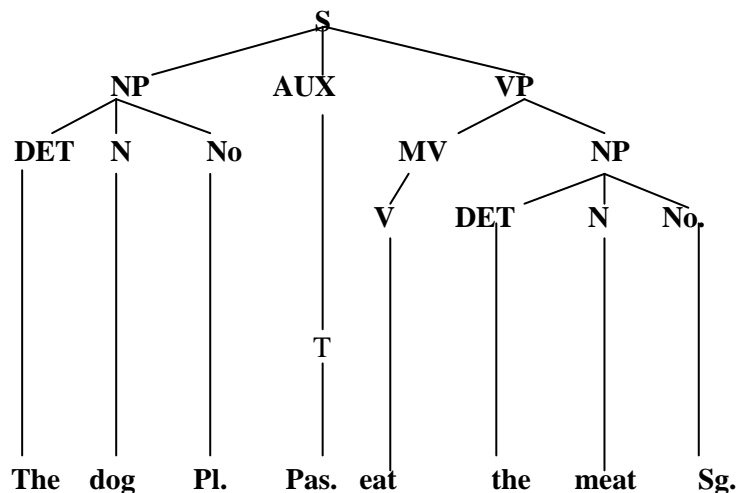 S
NP AUX VP
DET N No MV NP
V DET N No.
T
The dog Pl. Pas. eat the meat Sg.